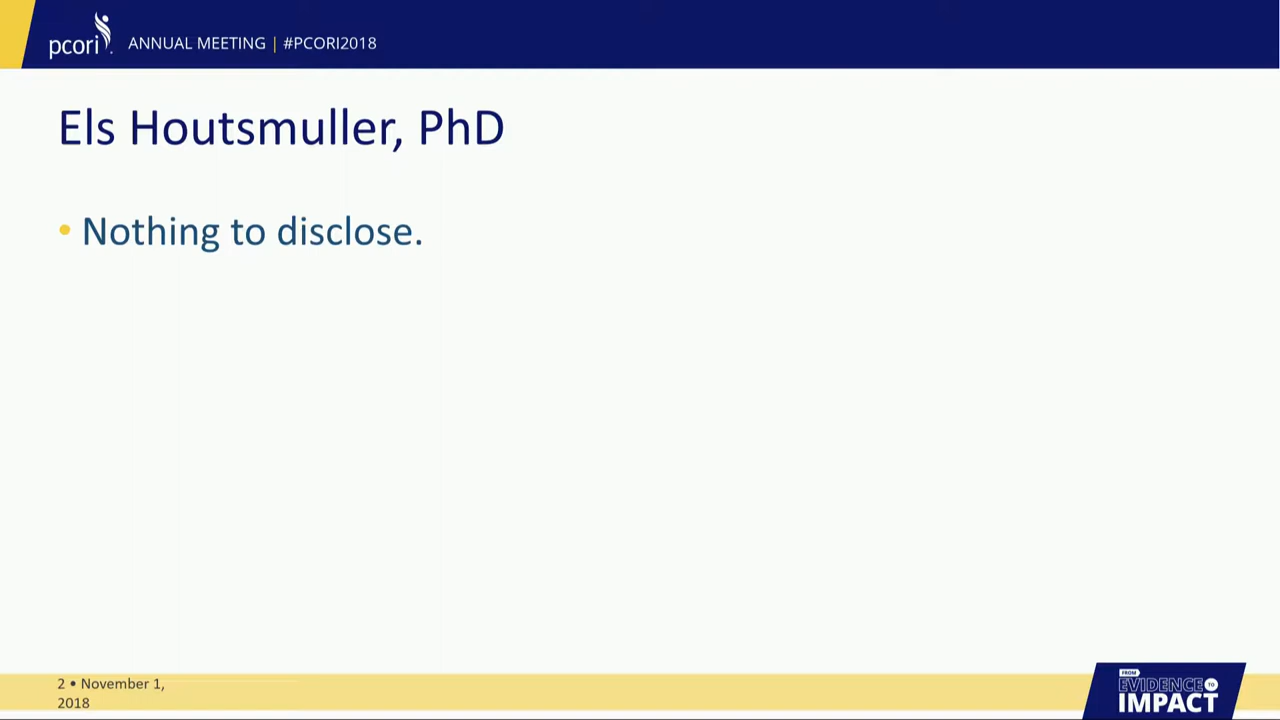 pcori. ANNUAL MEETING | #PCORI2018
Els Houtsmuller, PhD
• Nothing to disclose.
2 • November 1,
2018
FROM
EVIDENCE TO
IMPACT